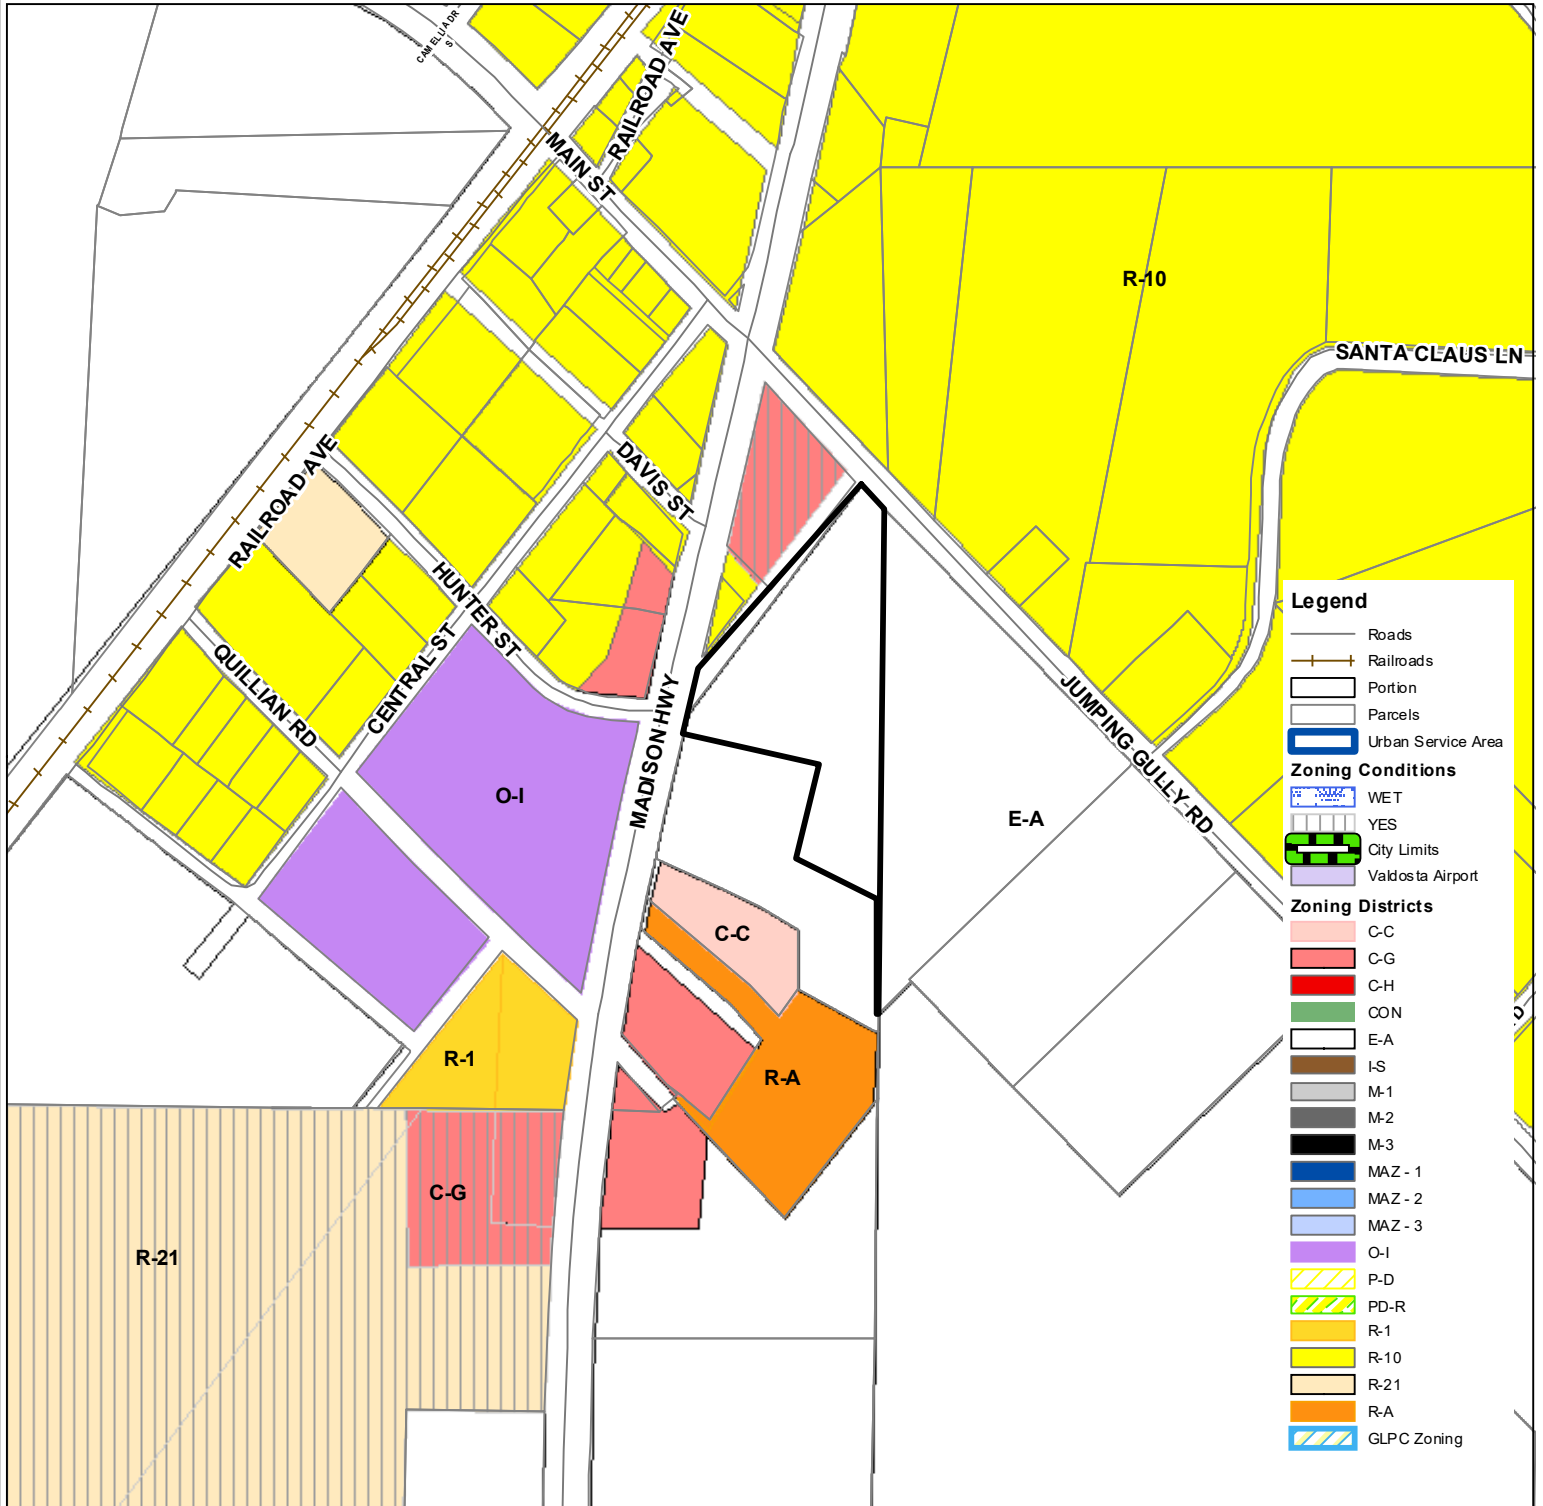 CAMELLIA DR
S
RAILROAD AVE
MAIN ST
R-10
SANTA CLAUS LN
RAILROAD AVE
DAVIS ST
HUNTER ST
QUILLIAN RD
CENTRAL ST
MADISON HWY
JUMPING GULLY RD
O-I
E-A
C-C
R-1
R-A
C-G
R-21
Legend
Roads
Railroads
Portion
Parcels
Urban Service Area
Zoning Conditions
WET
YES
City Limits
Valdosta Airport
Zoning Districts
C-C
C-G
C-H
CON
E-A
I-S
M-1
M-2
M-3
MAZ - 1
MAZ - 2
MAZ - 3
O-I
P-D
PD-R
R-1
R-10
R-21
R-A
GLPC Zoning